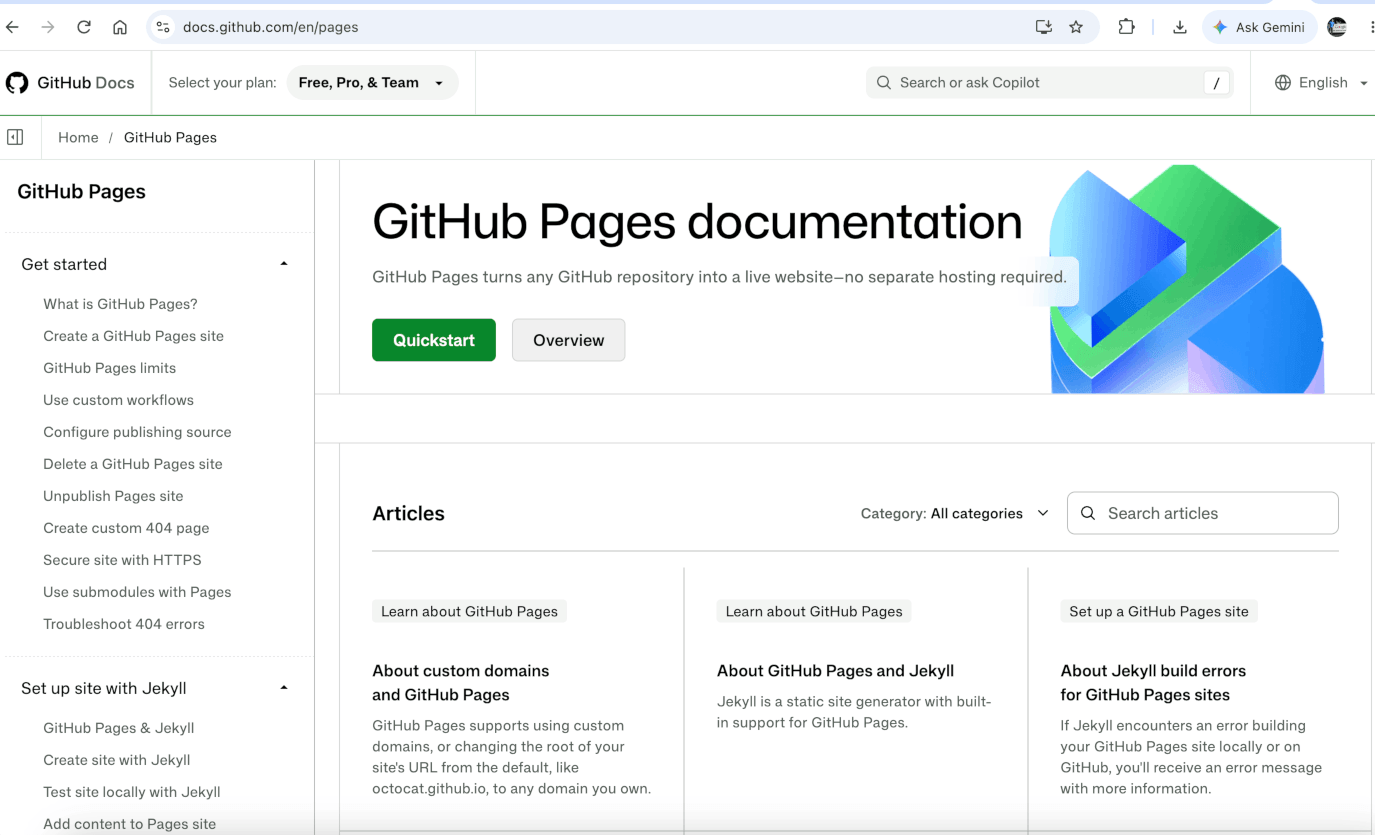 docs.github.com/en/pages
Ask Gemini
GitHub Docs
Select your plan:
Free, Pro, & Team
Search or ask Copilot
/
English
Home / GitHub Pages
GitHub Pages
Get started
What is GitHub Pages?
Create a GitHub Pages site
GitHub Pages limits
Use custom workflows
Configure publishing source
Delete a GitHub Pages site
Unpublish Pages site
Create custom 404 page
Secure site with HTTPS
Use submodules with Pages
Troubleshoot 404 errors
Set up site with Jekyll
GitHub Pages & Jekyll
Create site with Jekyll
Test site locally with Jekyll
Add content to Pages site
GitHub Pages documentation
GitHub Pages turns any GitHub repository into a live website—no separate hosting required.
Quickstart
Overview
Articles
Category: All categories
Search articles
Learn about GitHub Pages
About custom domains
and GitHub Pages
GitHub Pages supports using custom
domains, or changing the root of your
site's URL from the default, like
octocat.github.io, to any domain you own.
Learn about GitHub Pages
About GitHub Pages and Jekyll
Jekyll is a static site generator with built-
in support for GitHub Pages.
Set up a GitHub Pages site
About Jekyll build errors
for GitHub Pages sites
If Jekyll encounters an error building
your GitHub Pages site locally or on
GitHub, you'll receive an error message
with more information.